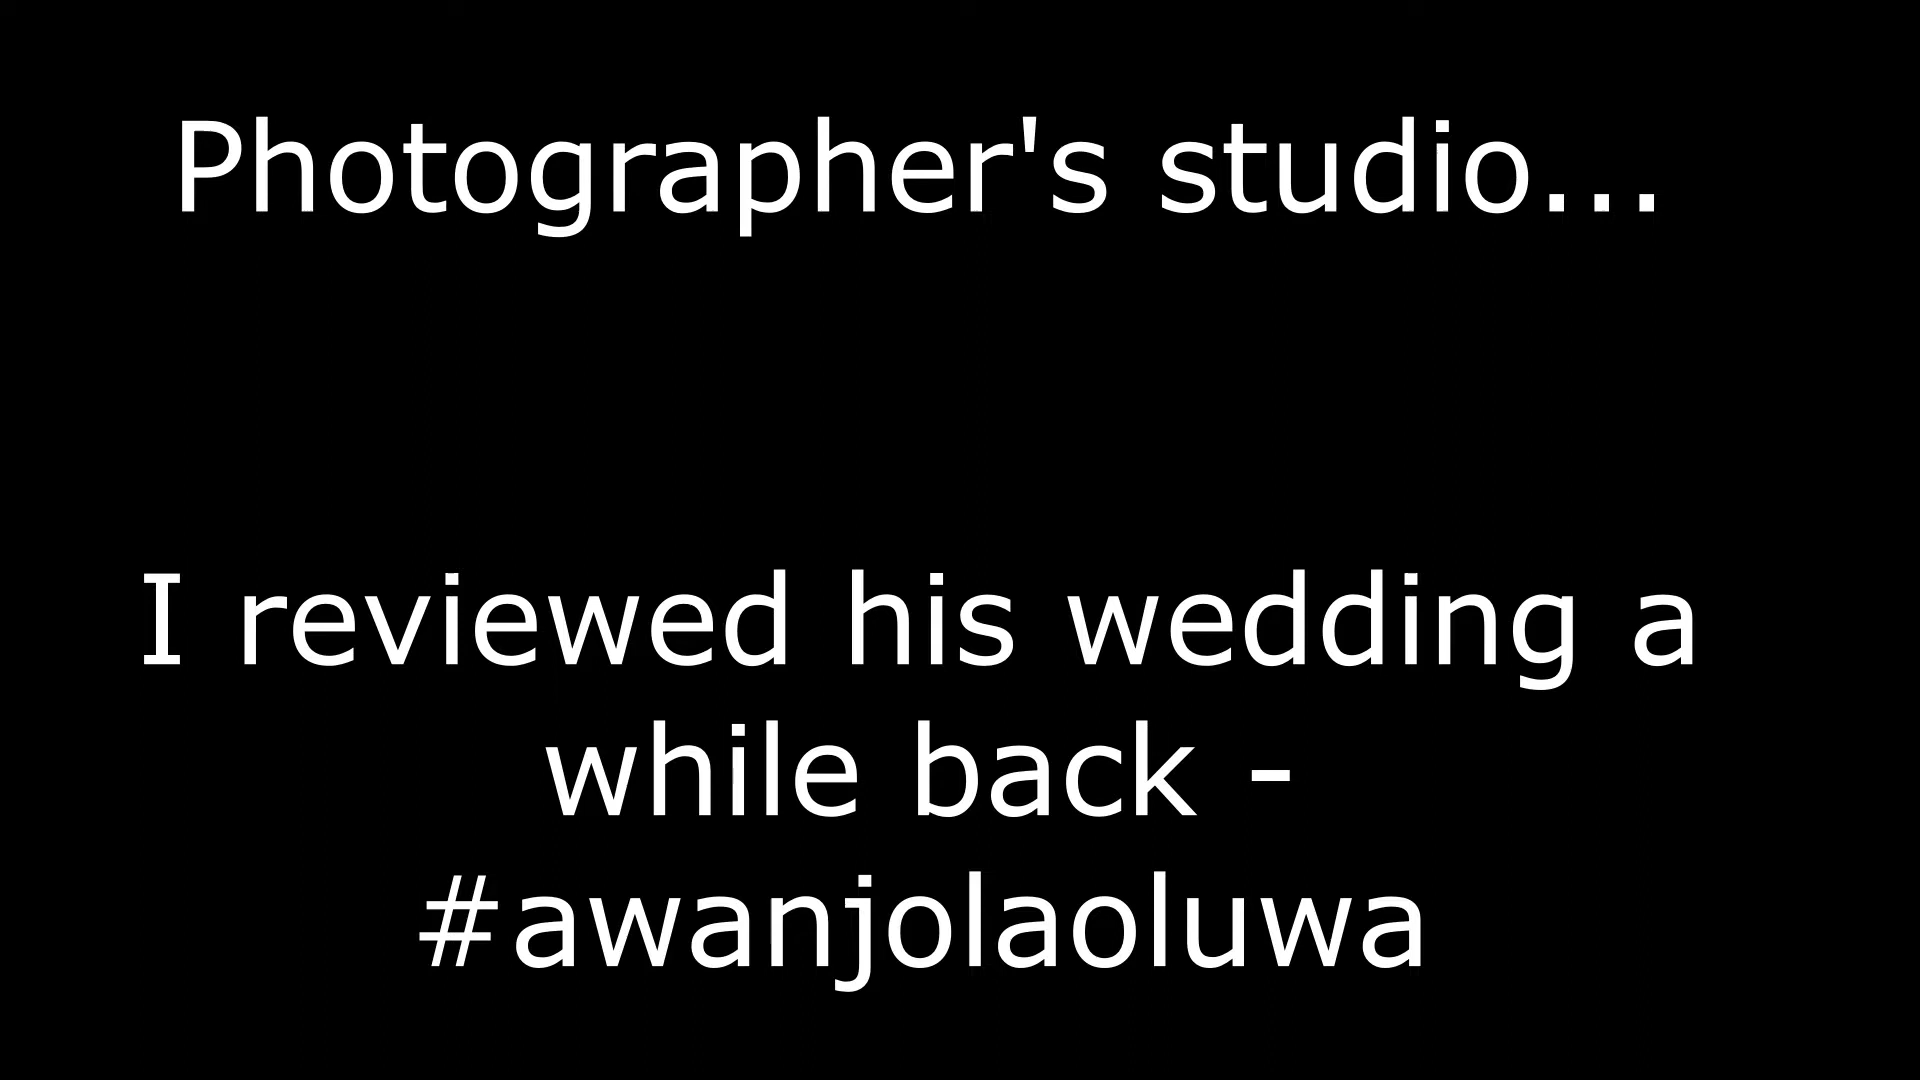 Photographer's studio...
I reviewed his wedding a
while back -
#awanjolaoluwa